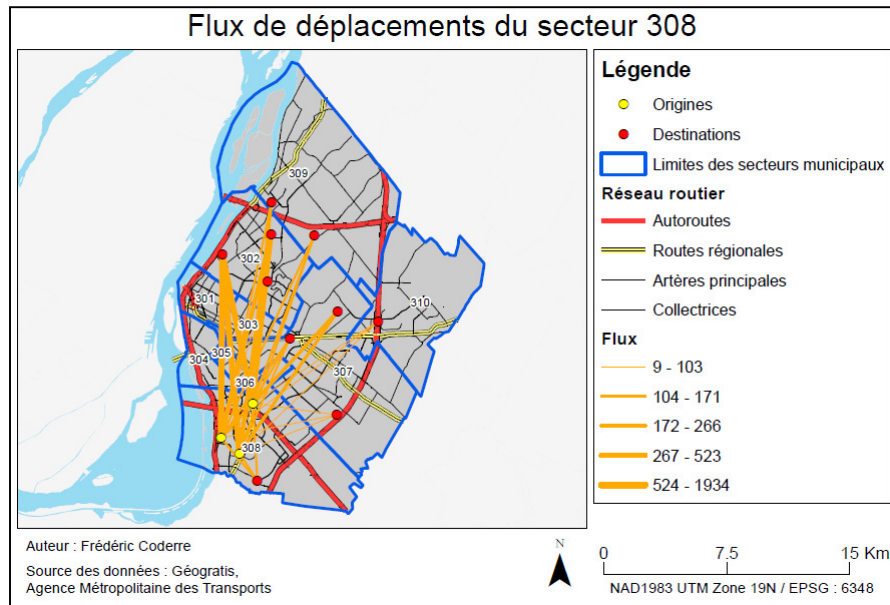 Flux de déplacements du secteur 308
309
302
301
303
310
304
305
307
306
308
Légende
Origines
Destinations
Limites des secteurs municipaux
Réseau routier
Autoroutes
Routes régionales
Artères principales
Collectrices
Flux
9 - 103
104 - 171
172 - 266
267 - 523
524 - 1934
Auteur : Frédéric Coderre
Source des données : Géogratis,
Agence Métropolitaine des Transports
N
0 7.5 15 Km
NAD1983 UTM Zone 19N / EPSG : 6348